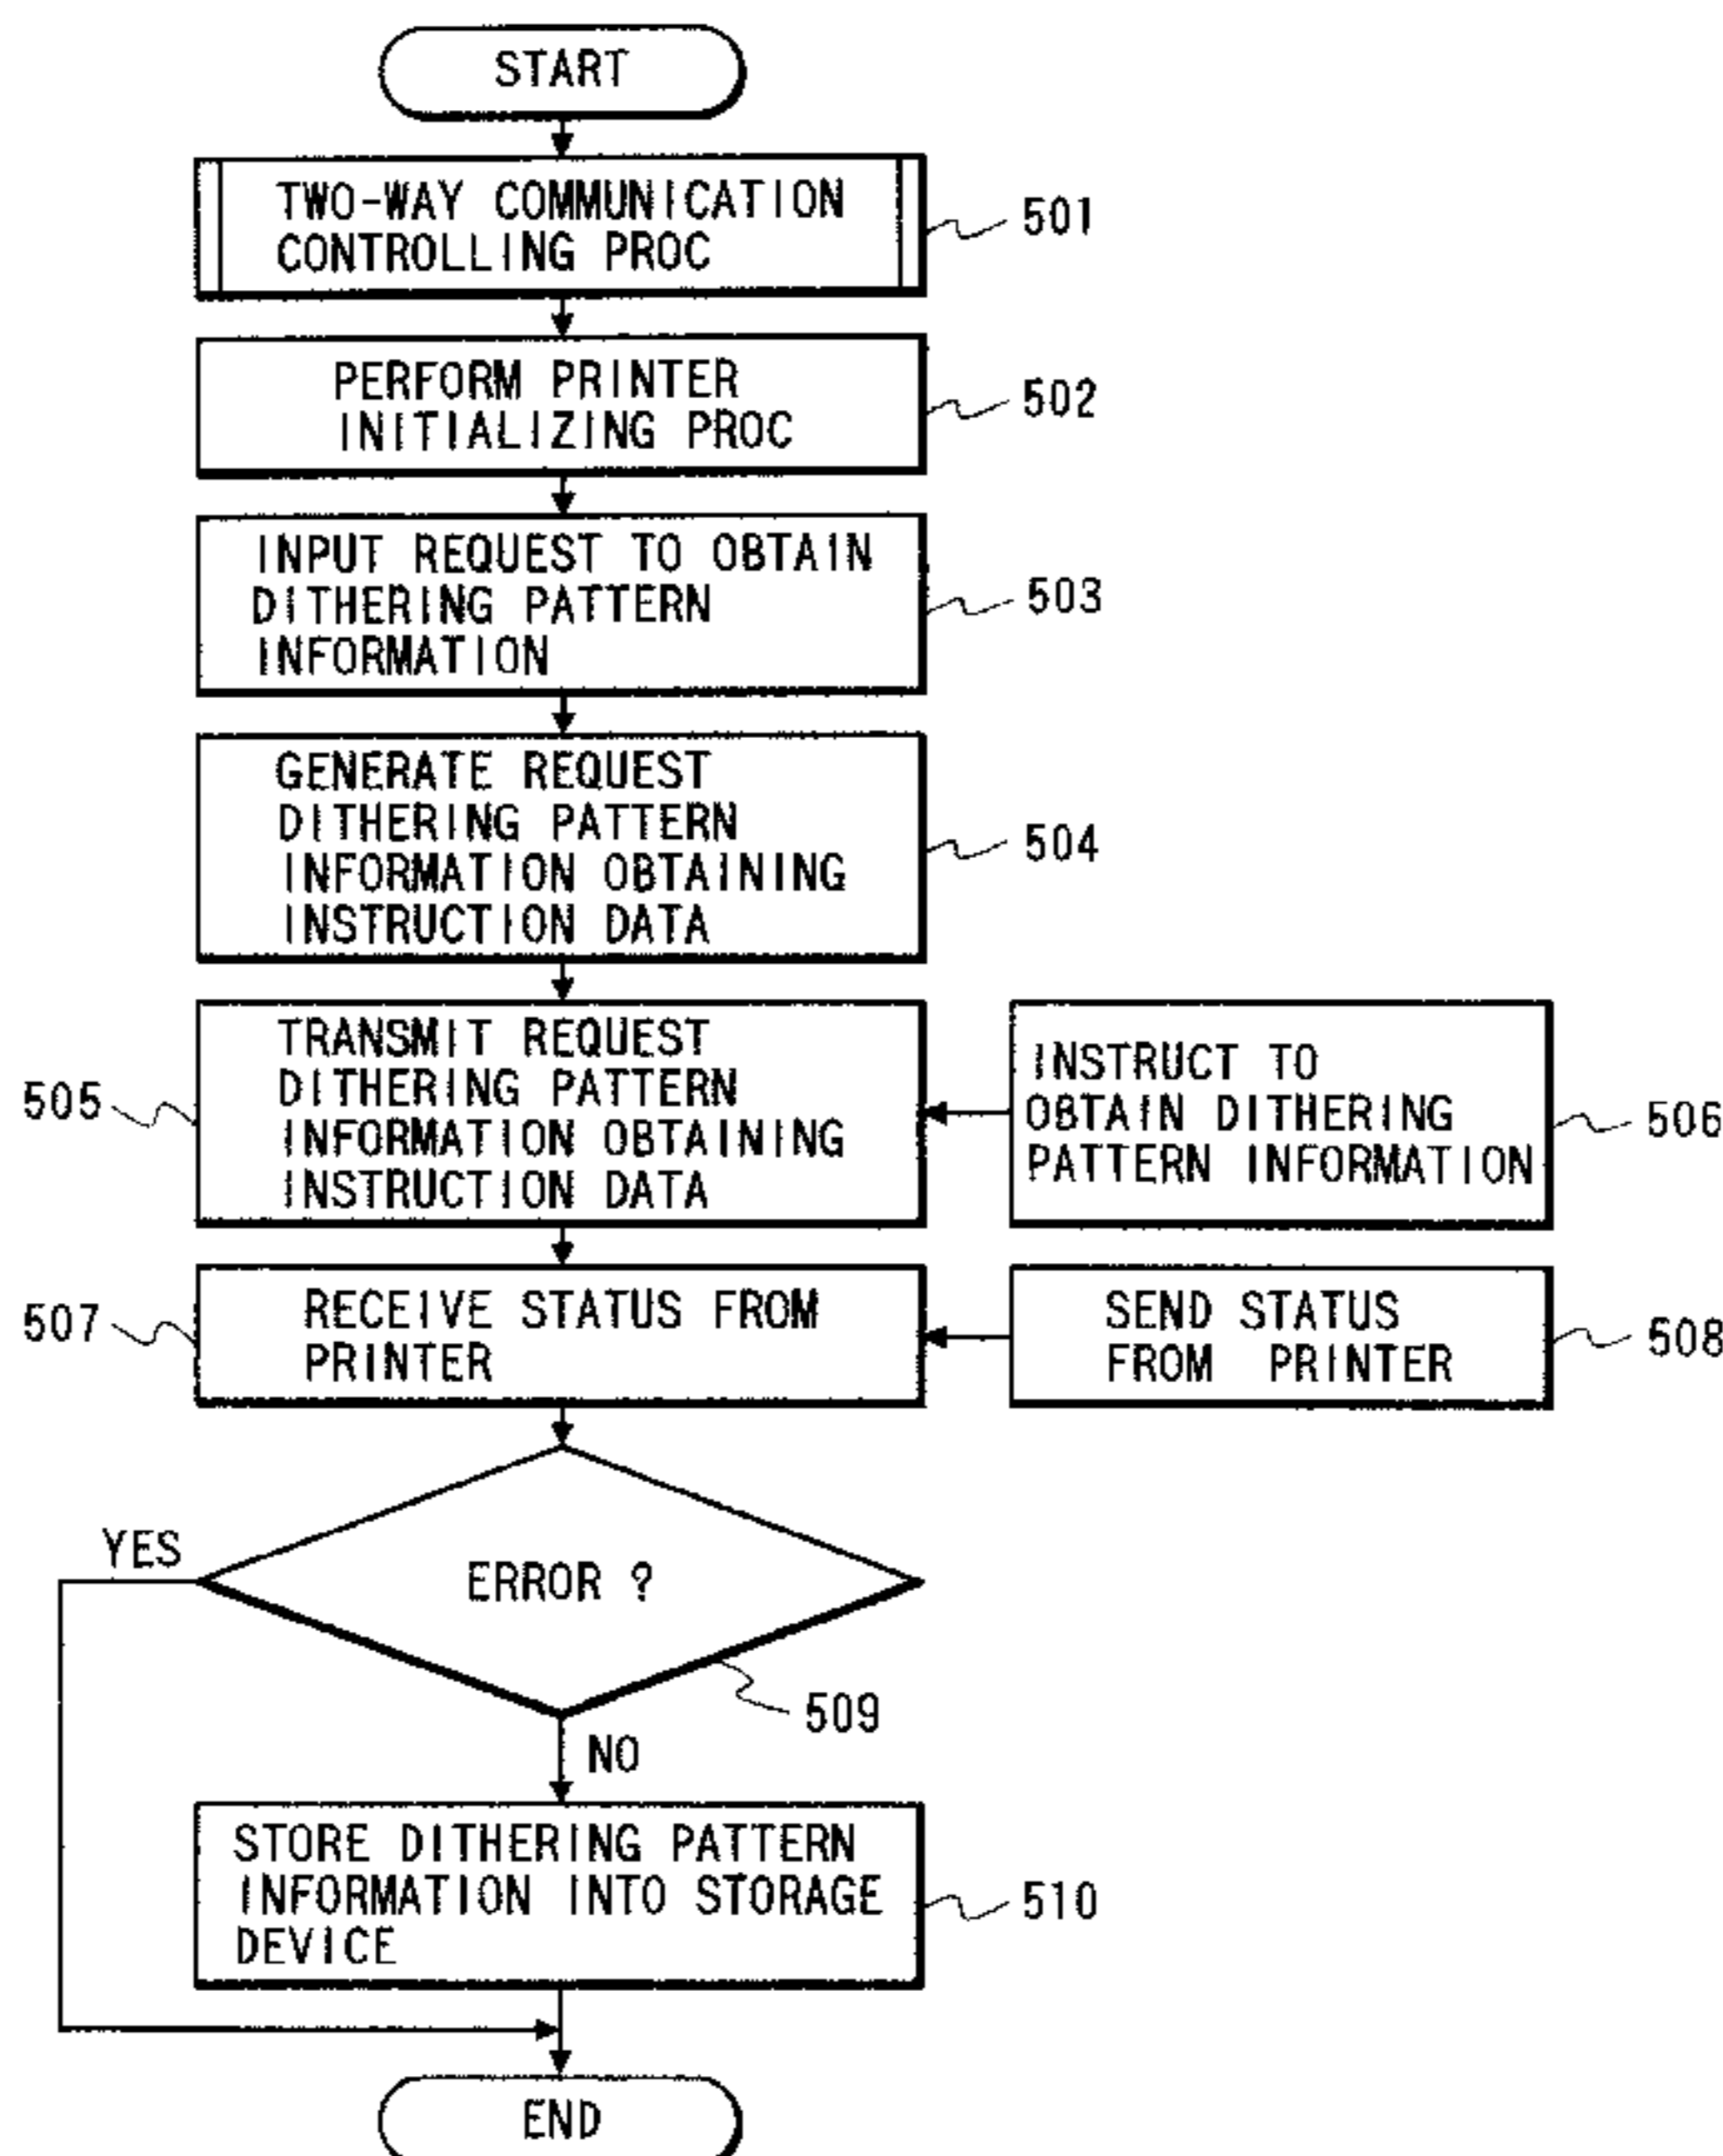 START
TWO-WAY COMMUNICATION
CONTROLLING PROC
501
PERFORM PRINTER
INITIALIZING PROC
502
INPUT REQUEST TO OBTAIN
DITHERING PATTERN
INFORMATION
503
GENERATE REQUEST
DITHERING PATTERN
INFORMATION OBTAINING
INSTRUCTION DATA
504
505
TRANSMIT REQUEST
DITHERING PATTERN
INFORMATION OBTAINING
INSTRUCTION DATA
INSTRUCT TO
OBTAIN DITHERING
PATTERN INFORMATION
506
507
RECEIVE STATUS FROM
PRINTER
SEND STATUS
FROM PRINTER
508
YES
ERROR ?
509
NO
STORE DITHERING PATTERN
INFORMATION INTO STORAGE
DEVICE
510
END